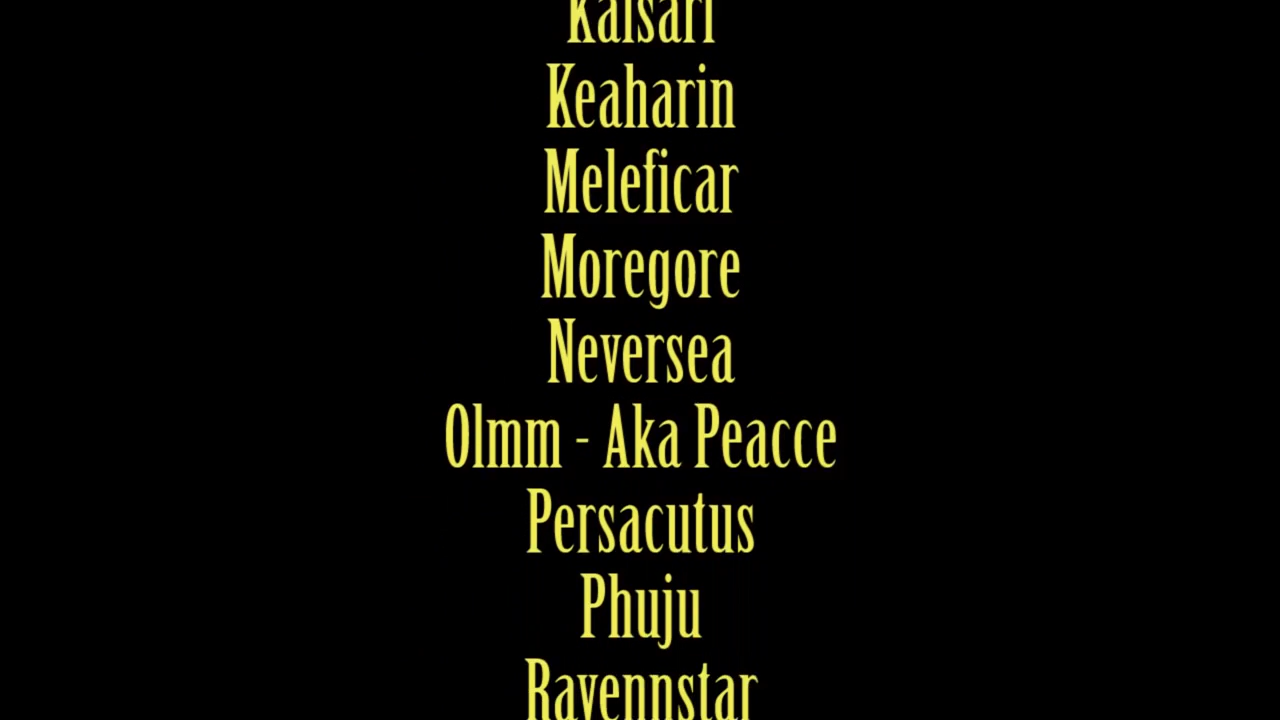 Kaisari
Keaharin
Meleficar
Moregore
Neversea
Olmm - Aka Peacce
Persacutus
Phuju
Ravennstar